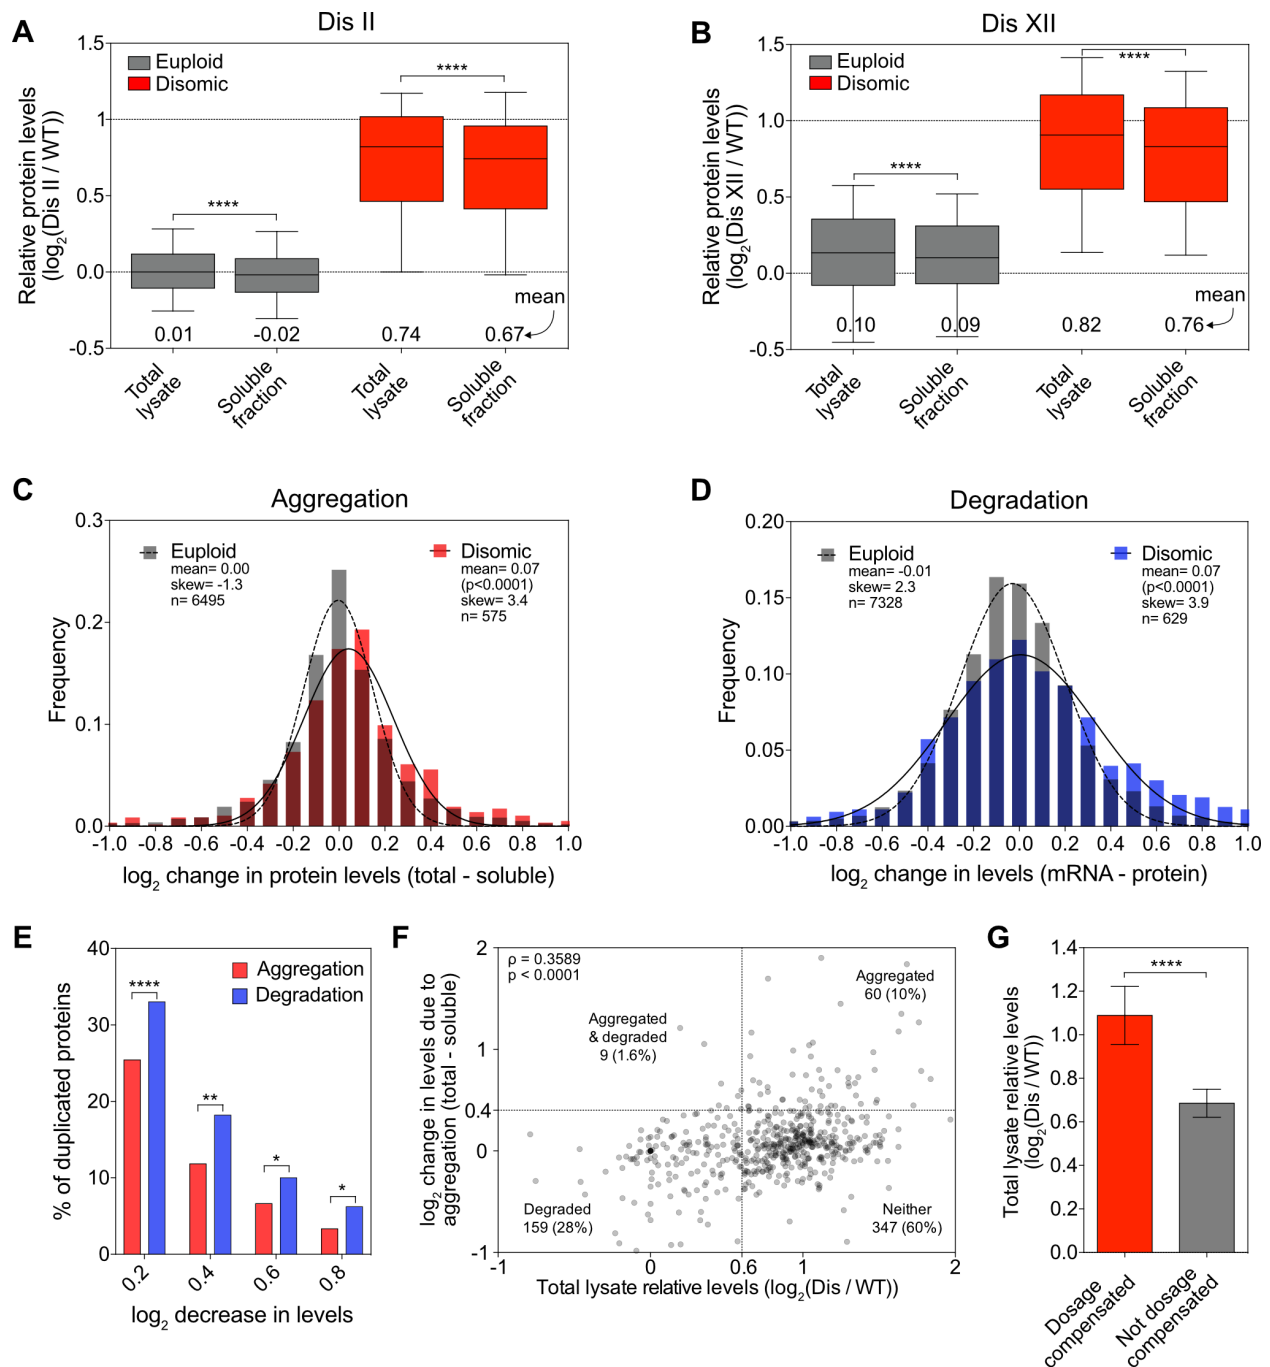 A
Dis II
Relative protein levels
(log2(Dis II / WT))
1.5
1
0.5
0.0
-0.5
Euploid
Disomic
****
****
mean
0.01
-0.02
0.74
0.67
Total
lysate
Soluble
fraction
Total
lysate
Soluble
fraction
B
Dis XII
Relative protein levels
(log2(Dis XII / WT))
1.5
1.0
0.5
0.0
-0.5
Euploid
Disomic
****
****
mean
0.10
0.09
0.82
0.76
Total
lysate
Soluble
fraction
Total
lysate
Soluble
fraction
C
Aggregation
Frequency
0.3
0.2
0.1
0.0
Euploid
mean= 0.00
skew= -1.3
n= 6495
Disomic
mean= 0.07
(p<0.0001)
skew= 3.4
n= 575
-1.0 -0.8 -0.6 -0.4 -0.2 0.0 0.2 0.4 0.6 0.8 1.0
log2 change in protein levels (total - soluble)
D
Degradation
Frequency
0.20
0.15
0.10
0.05
0.00
Euploid
mean= -0.01
skew= 2.3
n= 7328
Disomic
mean= 0.07
(p<0.0001)
skew= 3.9
n= 629
-1.0 -0.8 -0.6 -0.4 -0.2 0.0 0.2 0.4 0.6 0.8 1.0
log2 change in levels (mRNA - protein)
E
% of duplicated proteins
40
30
20
10
0
Aggregation
Degradation
****
**
*
*
0.2 0.4 0.6 0.8
log2 decrease in levels
F
log2 change in levels due to
aggregation (total - soluble)
2
1
0.4
0
-1
ρ = 0.3589
p < 0.0001
Aggregated
& degraded
9 (1.6%)
Aggregated
60 (10%)
Degraded
159 (28%)
Neither
347 (60%)
-1 0 0.6 1 2
Total lysate relative levels (log2(Dis / WT))
G
Total lysate relative levels
(log2(Dis / WT))
1.4
1.2
1.0
0.8
0.6
0.4
0.2
0.0
****
Dosage
compensated
Not dosage
compensated